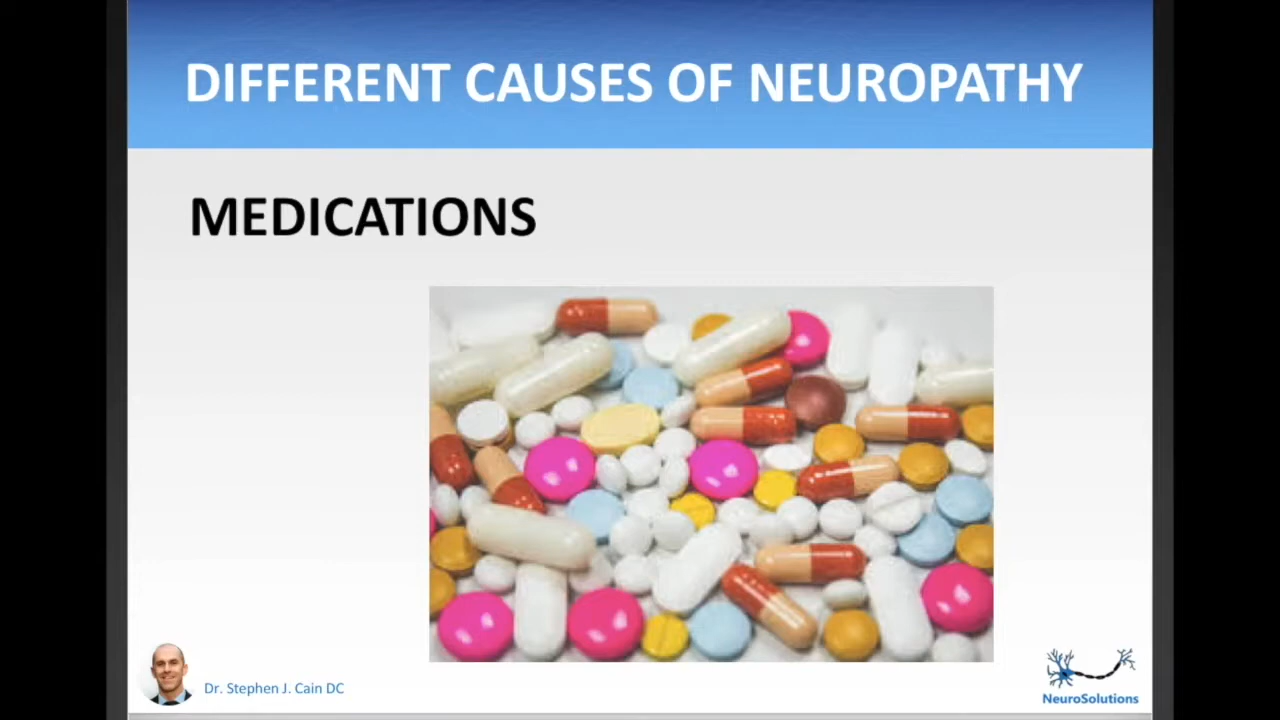 DIFFERENT CAUSES OF NEUROPATHY
MEDICATIONS
Dr. Stephen J. Cain DC
NeuroSolutions